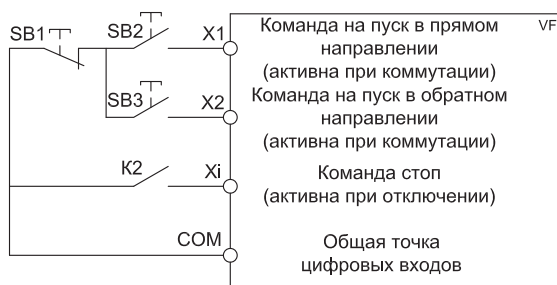 SB1
SB2
X1
Команда на пуск в прямом
направлении
(активна при коммутации)
VF
SB3
X2
Команда на пуск в обратном
направлении
(активна при коммутации)
К2
Xi
Команда стоп
(активна при отключении)
COM
Общая точка
цифровых входов